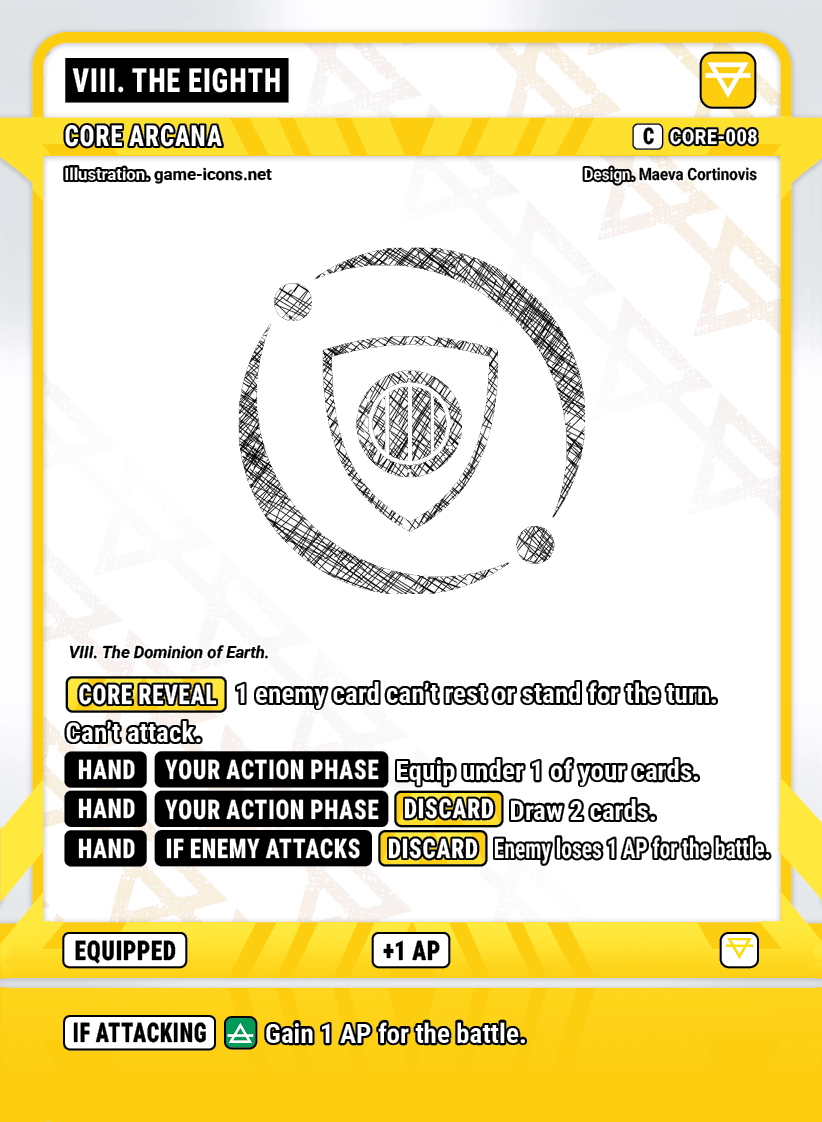 VIII. THE EIGHTH
CORE ARCANA C CORE-008
Illustration. game-icons.net Design. Maeva Cortinovis
VIII. The Dominion of Earth.
CORE REVEAL 1 enemy card can't rest or stand for the turn.
Can't attack.
HAND YOUR ACTION PHASE Equip under 1 of your cards.
HAND YOUR ACTION PHASE DISCARD Draw 2 cards.
HAND IF ENEMY ATTACKS DISCARD Enemy loses 1 AP for the battle.
EQUIPPED +1 AP
IF ATTACKING Gain 1 AP for the battle.